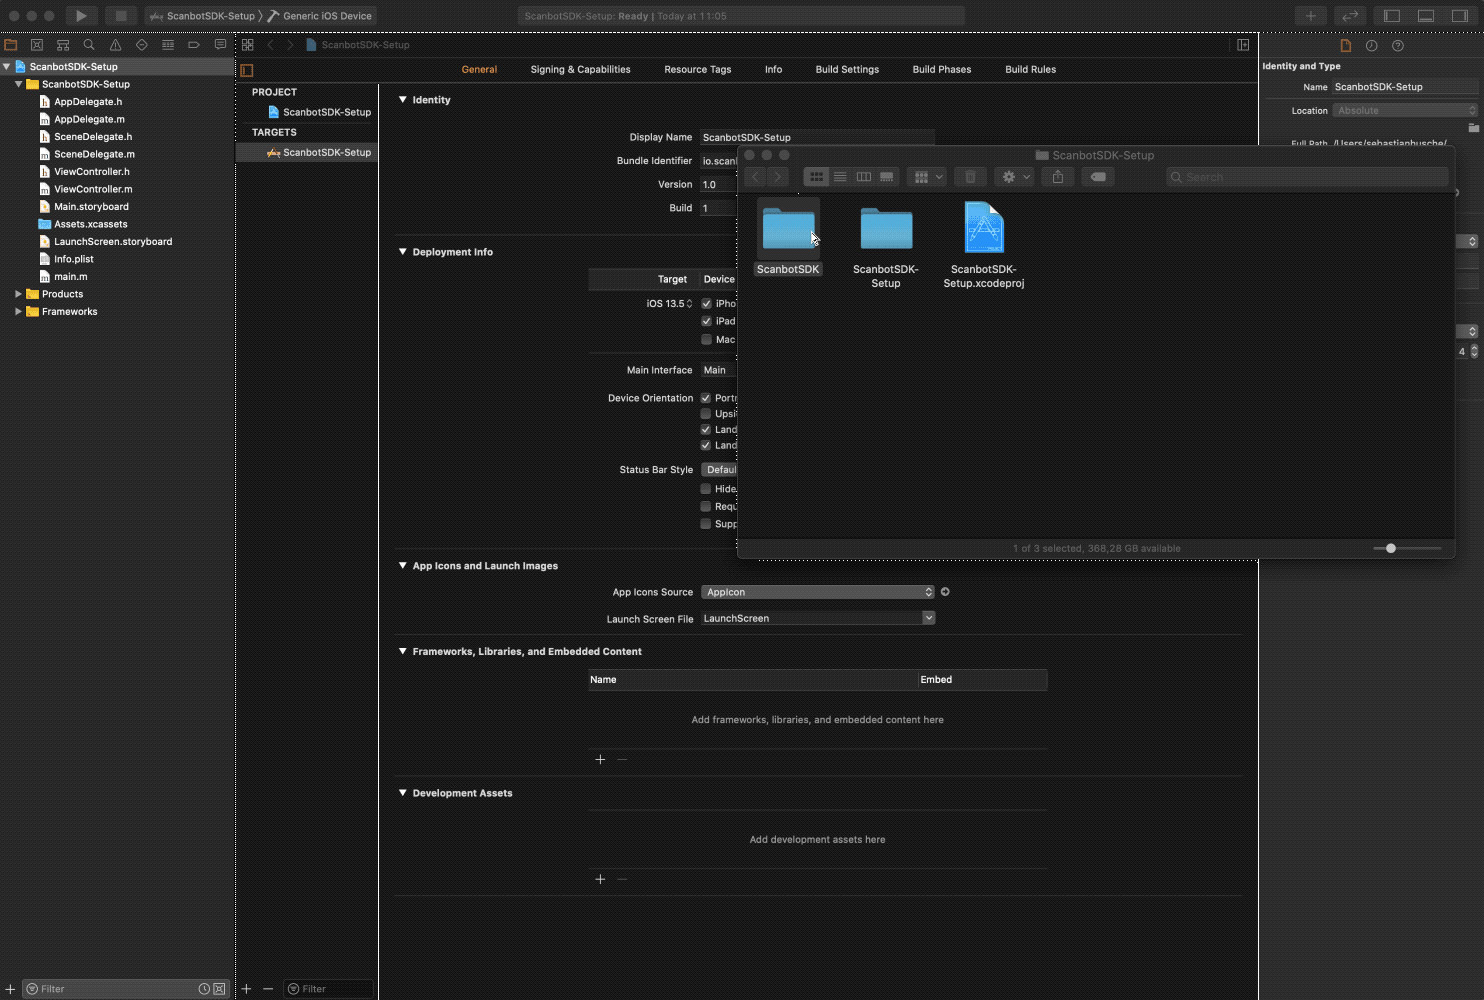 ScanbotSDK-Setup
Generic iOS Device
ScanbotSDK-Setup: Ready | Today at 11:05
ScanbotSDK-Setup
ScanbotSDK-Setup
AppDelegate.h
AppDelegate.m
SceneDelegate.h
SceneDelegate.m
ViewController.h
ViewController.m
Main.storyboard
Assets.xcassets
LaunchScreen.storyboard
Info.plist
main.m
Products
Frameworks
Filter
ScanbotSDK-Setup
General
Signing & Capabilities
Resource Tags
Info
Build Settings
Build Phases
Build Rules
PROJECT
ScanbotSDK-Setup
TARGETS
ScanbotSDK-Setup
Filter
Identity
Display Name ScanbotSDK-Setup
Bundle Identifier io.scanl
Version 1.0
Build 1
Deployment Info
Target Device
iOS 13.5 iPho
iPad
Mac
Main Interface Main
Device Orientation Portr
Upsi
Land
Land
Status Bar Style Defaul
Hide
Requ
Supp
App Icons and Launch Images
App Icons Source AppIcon
Launch Screen File LaunchScreen
Frameworks, Libraries, and Embedded Content
Name Embed
Add frameworks, libraries, and embedded content here
Development Assets
Add development assets here
ScanbotSDK-Setup
Search
ScanbotSDK
ScanbotSDK-
Setup
ScanbotSDK-
Setup.xcodeproj
1 of 3 selected, 368,28 GB available
Identity and Type
Name ScanbotSDK-Setup
Location Absolute
Full Path /Users/sebastianhusche/
4